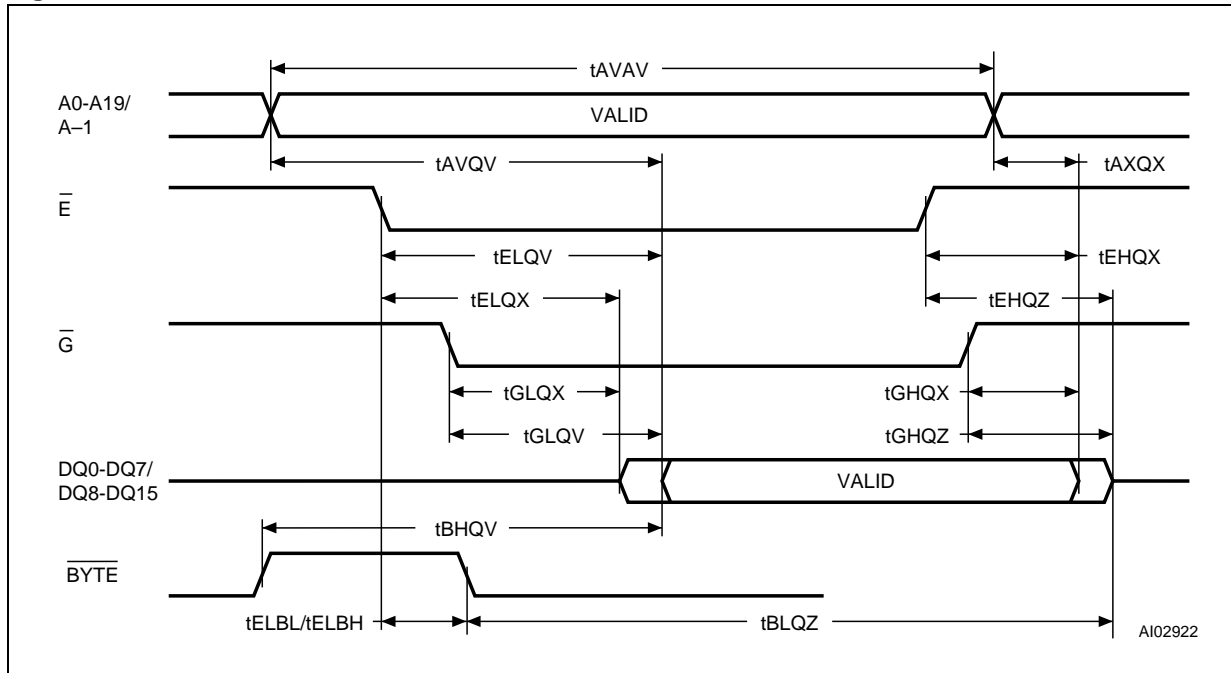 tAVAV
A0-A19/
A–1
VALID
tAVQV
tAXQX
E
tELQV
tEHQX
tELQX
tEHQZ
G
tGLQX
tGHQX
tGLQV
tGHQZ
DQ0-DQ7/
DQ8-DQ15
VALID
tBHQV
BYTE
tELBL/tELBH
tBLQZ
AI02922